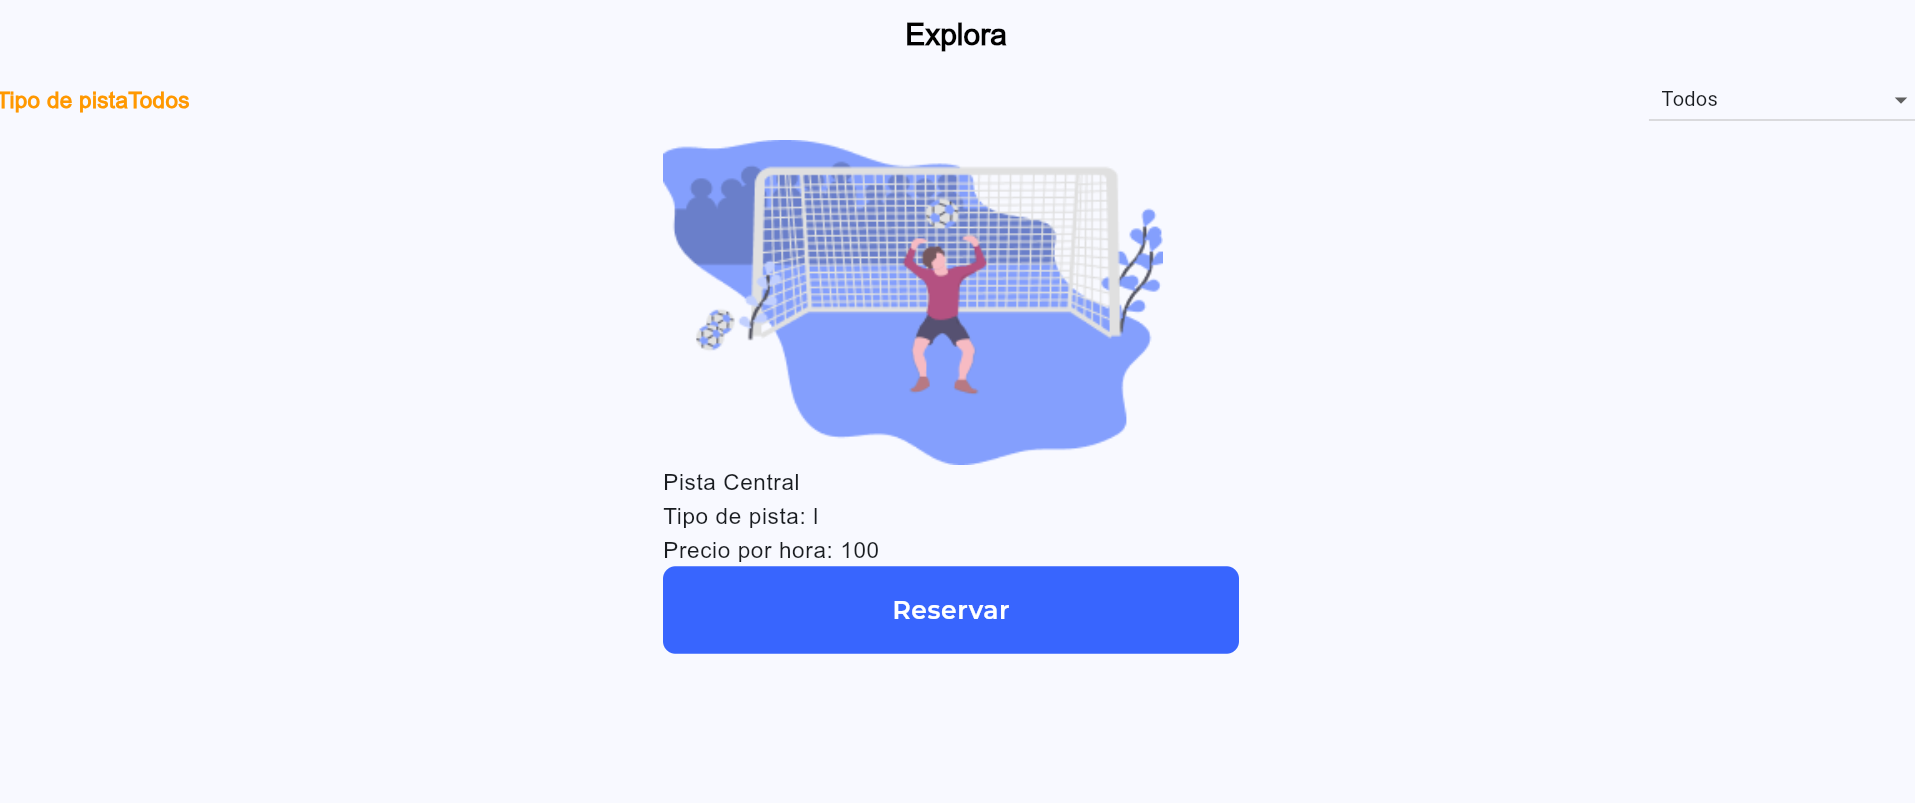 Explora
Tipo de pistaTodos
Todos
Pista Central
Tipo de pista: I
Precio por hora: 100
Reservar